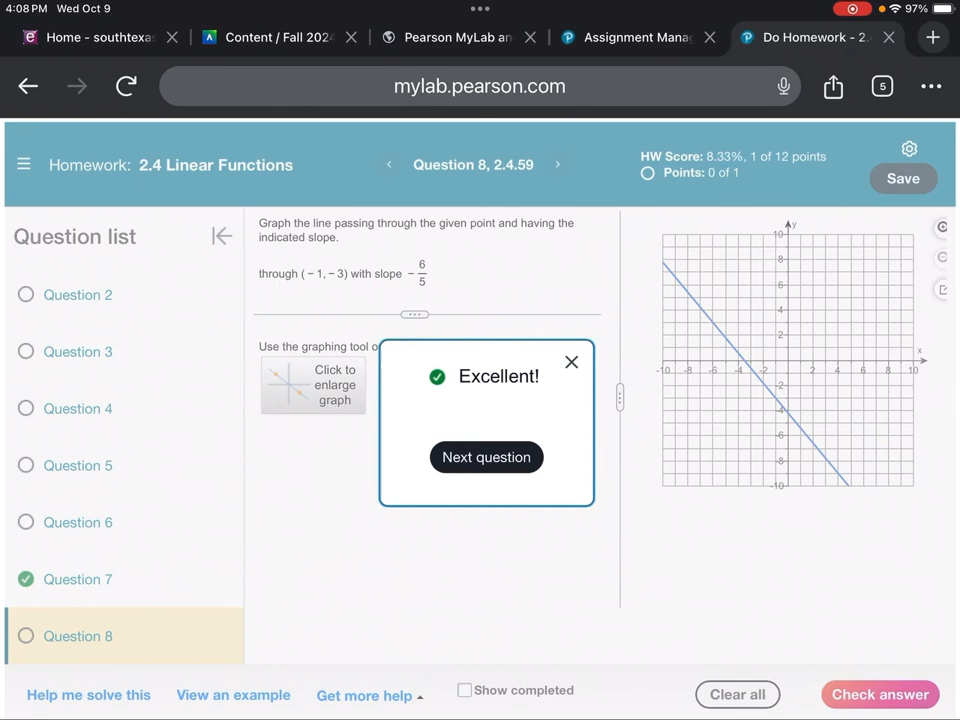 4:08 PM Wed Oct 9
97%
Home - southtexa
Content / Fall 2024
Pearson MyLab an
Assignment Manag
Do Homework - 2.
mylab.pearson.com
5
Homework: 2.4 Linear Functions
Question 8, 2.4.59
HW Score: 8.33%, 1 of 12 points
Points: 0 of 1
Save
Question list
Question 2
Question 3
Question 4
Question 5
Question 6
Question 7
Question 8
Graph the line passing through the given point and having the
indicated slope.
through (−1, −3) with slope −6/5
Use the graphing tool o
Click to
enlarge
graph
Excellent!
Next question
y
10
8
6
4
2
x
-10 -8 -6 -4 -2 2 4 6 8 10
-2
-4
-6
-8
-10
Help me solve this
View an example
Get more help
Show completed
Clear all
Check answer